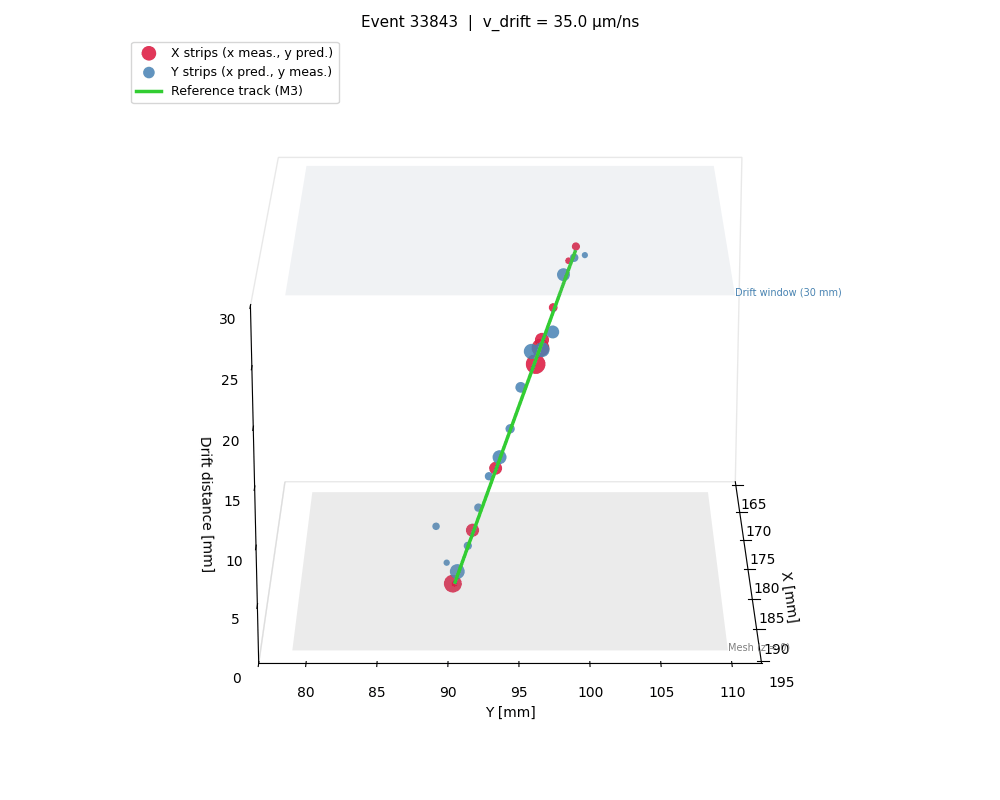 Event 33843 | v_drift = 35.0 μm/ns
X strips (x meas., y pred.)
Y strips (x pred., y meas.)
Reference track (M3)
Drift window (30 mm)
30
25
20
15
10
5
0
Drift distance [mm]
80 85 90 95 100 105 110
Y [mm]
165
170
175
180
185
190
195
X [mm]
Mesh